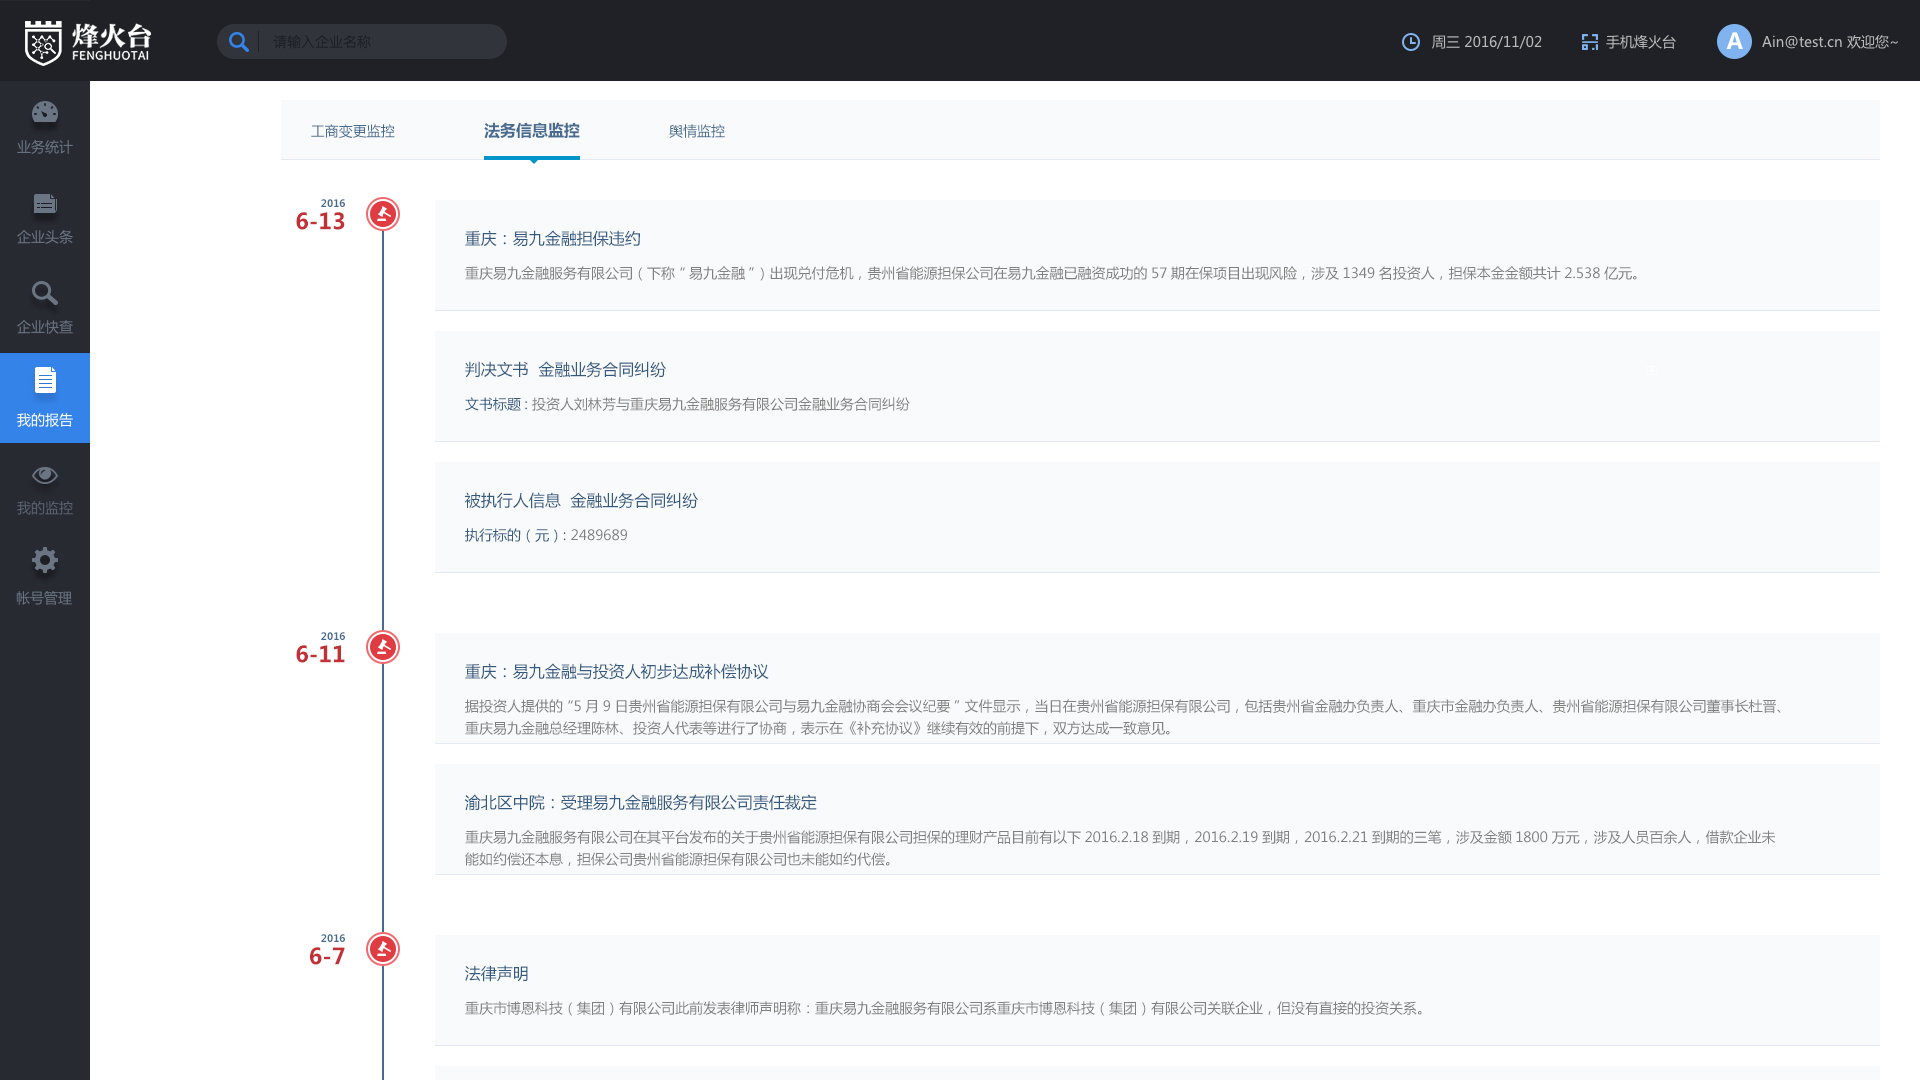 烽火台
FENGHUOTAI
请输入企业名称
周三 2016/11/02
手机烽火台
A
Ain@test.cn 欢迎您~
业务统计
企业头条
企业快查
我的报告
我的监控
帐号管理
工商变更监控
法务信息监控
舆情监控
2016
6-13
重庆：易九金融担保违约
重庆易九金融服务有限公司（下称“易九金融”）出现兑付危机，贵州省能源担保公司在易九金融已融资成功的 57 期在保项目出现风险，涉及 1349 名投资人，担保本金金额共计 2.538 亿元。
判决文书 金融业务合同纠纷
文书标题 : 投资人刘林芳与重庆易九金融服务有限公司金融业务合同纠纷
被执行人信息 金融业务合同纠纷
执行标的（元）: 2489689
2016
6-11
重庆：易九金融与投资人初步达成补偿协议
据投资人提供的 “5 月 9 日贵州省能源担保有限公司与易九金融协商会会议纪要 ” 文件显示，当日在贵州省能源担保有限公司，包括贵州省金融办负责人、重庆市金融办负责人、贵州省能源担保有限公司董事长杜晋、
重庆易九金融总经理陈林、投资人代表等进行了协商，表示在《补充协议》继续有效的前提下，双方达成一致意见。
渝北区中院：受理易九金融服务有限公司责任裁定
重庆易九金融服务有限公司在其平台发布的关于贵州省能源担保有限公司担保的理财产品目前有以下 2016.2.18 到期，2016.2.19 到期，2016.2.21 到期的三笔，涉及金额 1800 万元，涉及人员百余人，借款企业未
能如约偿还本息，担保公司贵州省能源担保有限公司也未能如约代偿。
2016
6-7
法律声明
重庆市博恩科技（集团）有限公司此前发表律师声明称：重庆易九金融服务有限公司系重庆市博恩科技（集团）有限公司关联企业，但没有直接的投资关系。